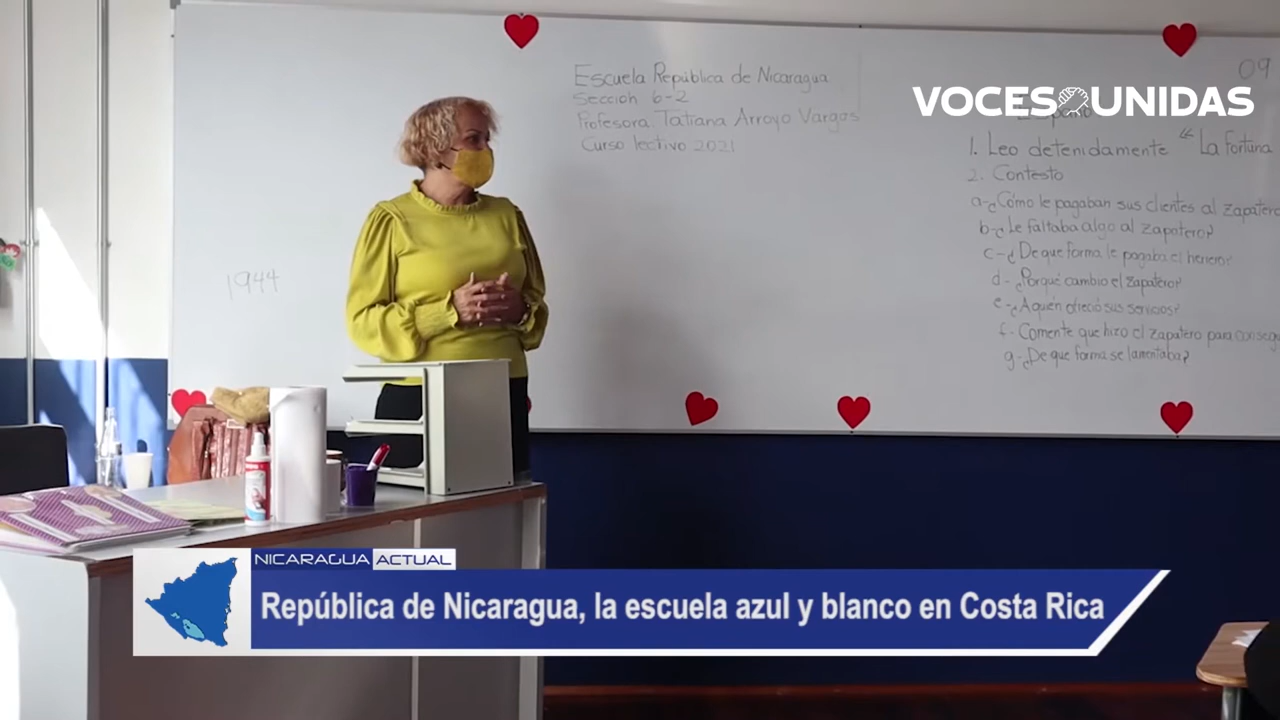 Escuela República de Nicaragua
Sección 6-2
Profesora. Tatiana Arroyo Vargas
Curso lectivo 2021
1944
09
VOCES UNIDAS
Español
1. Leo detenidamente "La Fortuna
2. Contesto
a-¿Cómo le pagaban sus clientes al zapatero
b-¿Le faltaba algo al zapatero?
c-¿De que forma le pagaba el herrero?
d-¿Porqué cambio el zapatero?
e-¿A quién ofreció sus servicios?
f- Comente que hizo el zapatero para consegu
g-¿De que forma se lamentaba?
NICARAGUA ACTUAL
República de Nicaragua, la escuela azul y blanco en Costa Rica